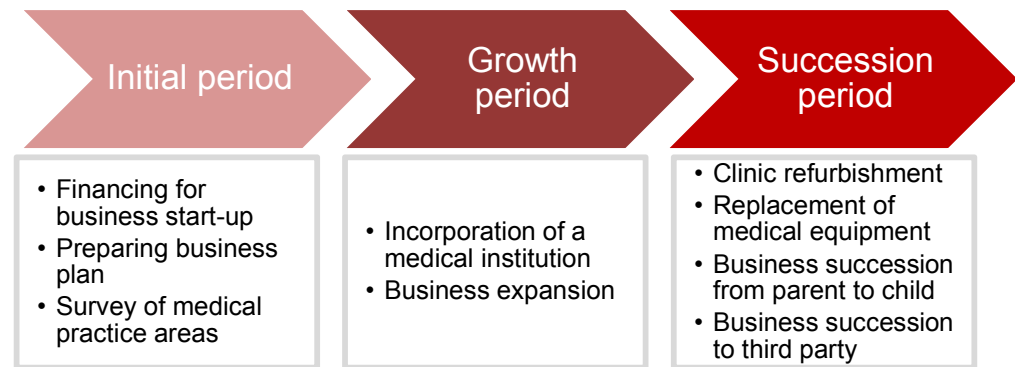 Initial period
Growth
period
Succession
period
• Financing for
business start-up
• Preparing business
plan
• Survey of medical
practice areas
• Incorporation of a
medical institution
• Business expansion
• Clinic refurbishment
• Replacement of
medical equipment
• Business succession
from parent to child
• Business succession
to third party